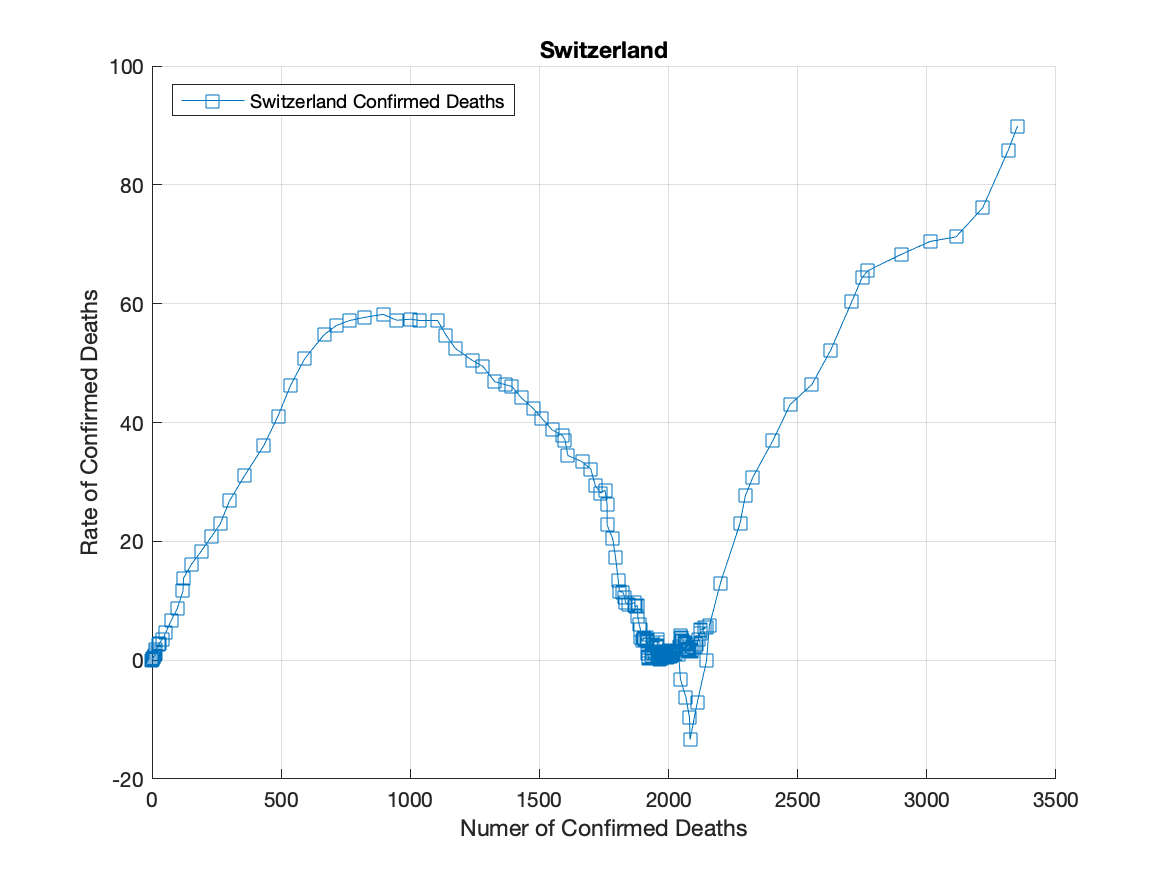 Switzerland
Switzerland Confirmed Deaths
100
80
60
40
20
0
-20
Rate of Confirmed Deaths
0 500 1000 1500 2000 2500 3000 3500
Numer of Confirmed Deaths